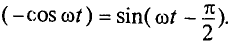 (−cos ωt) = sin(ωt − π/2).